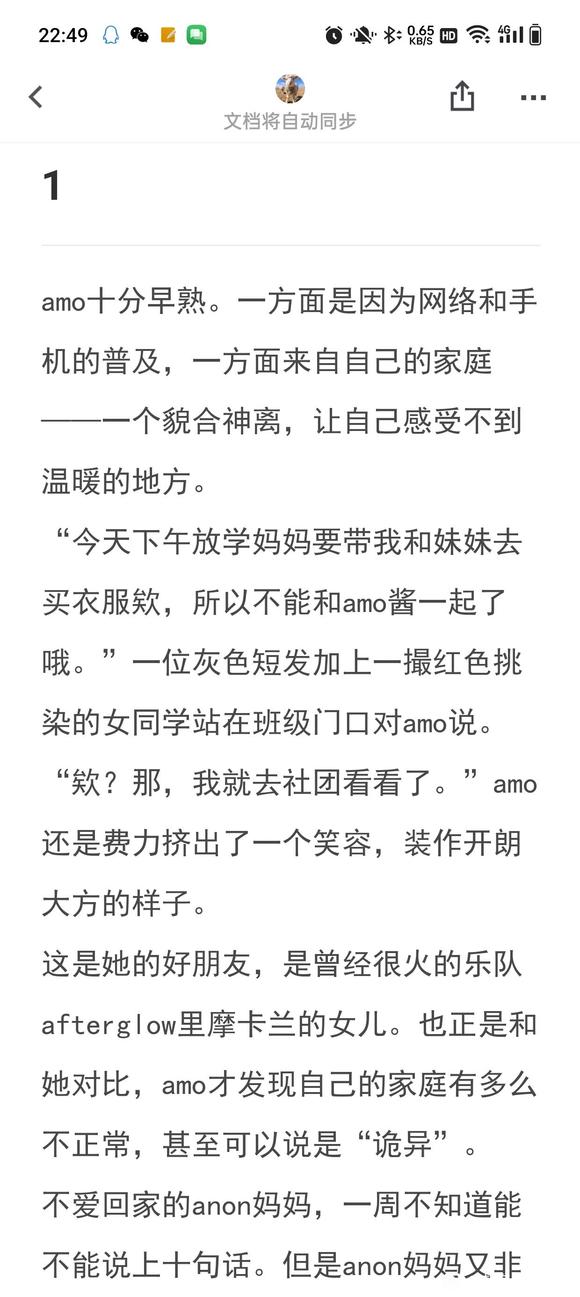 22:49
0.65
KB/S
HD
4G
文档将自动同步
1
amo十分早熟。一方面是因为网络和手
机的普及，一方面来自自己的家庭
——一个貌合神离，让自己感受不到
温暖的地方。
“今天下午放学妈妈要带我和妹妹去
买衣服欸，所以不能和amo酱一起了
哦。”一位灰色短发加上一撮红色挑
染的女同学站在班级门口对amo说。
“欸？那，我就去社团看看了。”amo
还是费力挤出了一个笑容，装作开朗
大方的样子。
这是她的好朋友，是曾经很火的乐队
afterglow里摩卡兰的女儿。也正是和
她对比，amo才发现自己的家庭有多么
不正常，甚至可以说是“诡异”。
不爱回家的anon妈妈，一周不知道能
不能说上十句话。但是anon妈妈又非